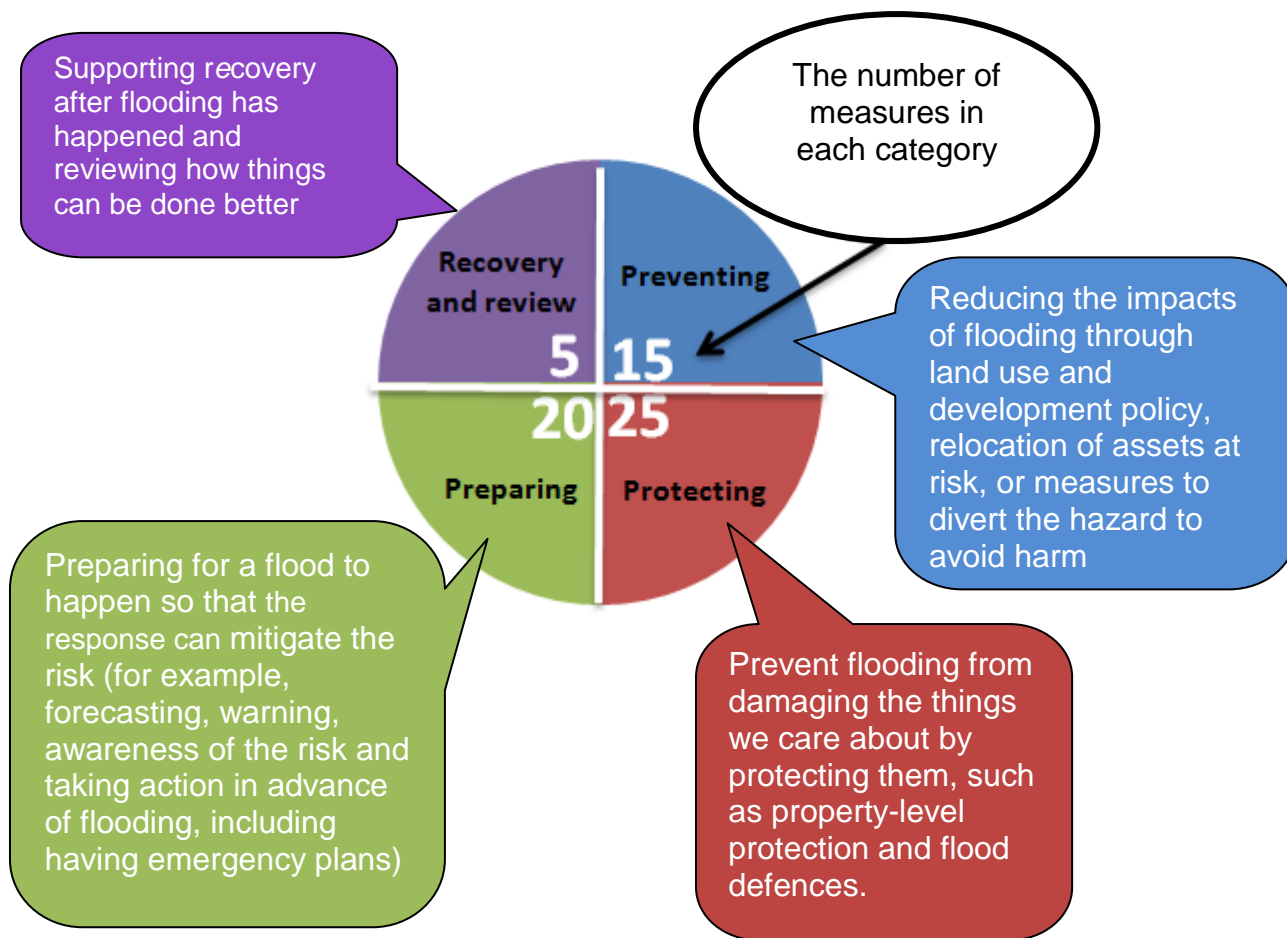 Supporting recovery
after flooding has
happened and
reviewing how things
can be done better
The number of
measures in
each category
Recovery
and review
5
Preventing
15
Reducing the impacts
of flooding through
land use and
development policy,
relocation of assets at
risk, or measures to
divert the hazard to
avoid harm
20
Preparing
25
Protecting
Preparing for a flood to
happen so that the
response can mitigate the
risk (for example,
forecasting, warning,
awareness of the risk and
taking action in advance
of flooding, including
having emergency plans)
Prevent flooding from
damaging the things
we care about by
protecting them, such
as property-level
protection and flood
defences.